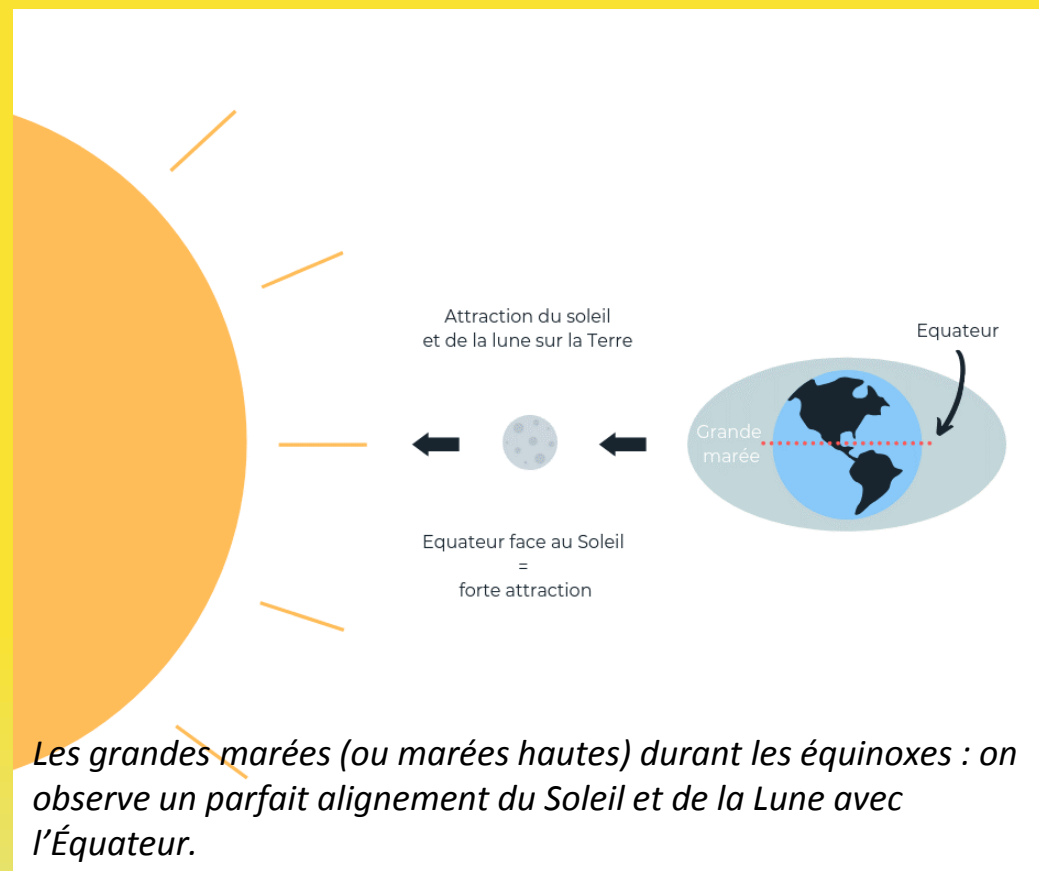 Attraction du soleil
et de la lune sur la Terre
Equateur
Grande
marée
Equateur face au Soleil
=
forte attraction
Les grandes marées (ou marées hautes) durant les équinoxes : on
observe un parfait alignement du Soleil et de la Lune avec
l’Équateur.